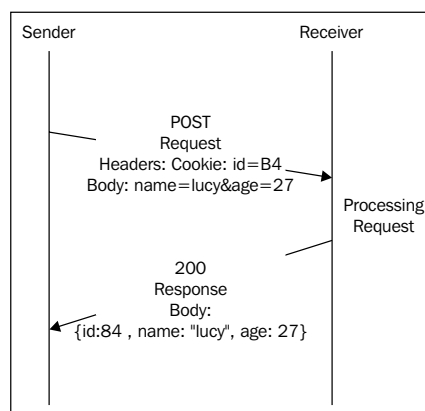 Sender
Receiver
POST
Request
Headers: Cookie: id=B4
Body: name=lucy&age=27
Processing
Request
200
Response
Body:
{id:84 , name: "lucy", age: 27}